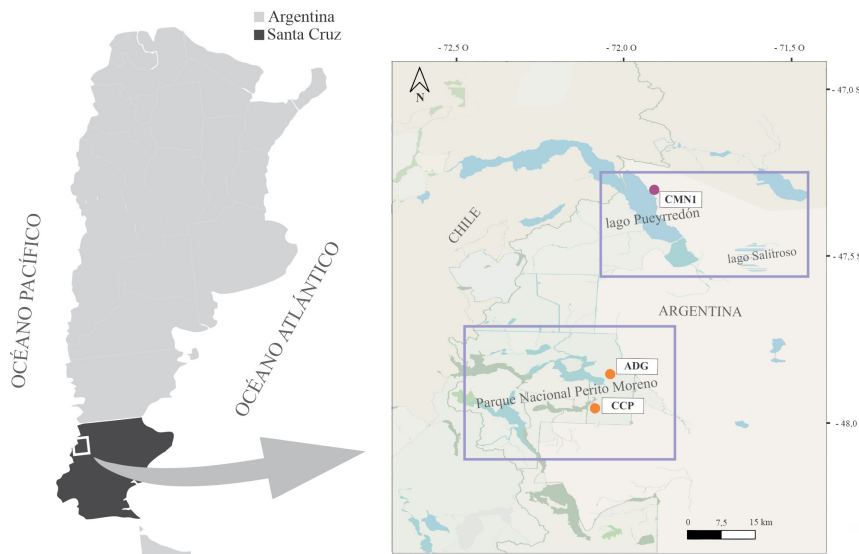 Argentina
Santa Cruz
OCÉANO PACÍFICO
OCÉANO ATLÁNTICO
- 72,5 O
- 72,0 O
- 71,5 O
- 47,0 S
- 47,5 S
- 48,0 S
N
CHILE
CMN1
lago Pueyrredón
lago Salitroso
ARGENTINA
ADG
Parque Nacional Perito Moreno
CCP
0 7,5 15 km